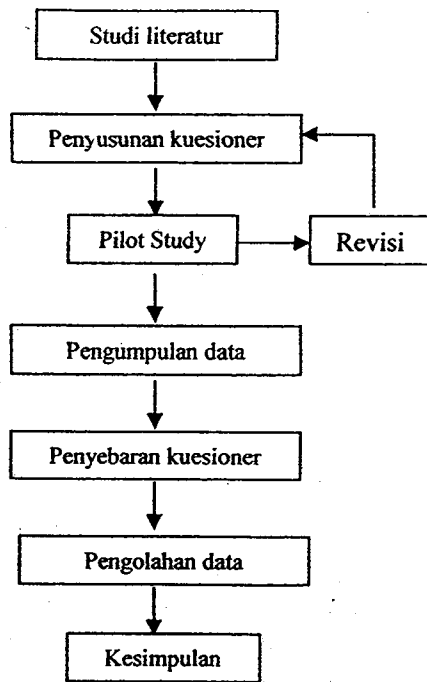 Studi literatur
Penyusunan kuesioner
Pilot Study
Revisi
Pengumpulan data
Penyebaran kuesioner
Pengolahan data
Kesimpulan